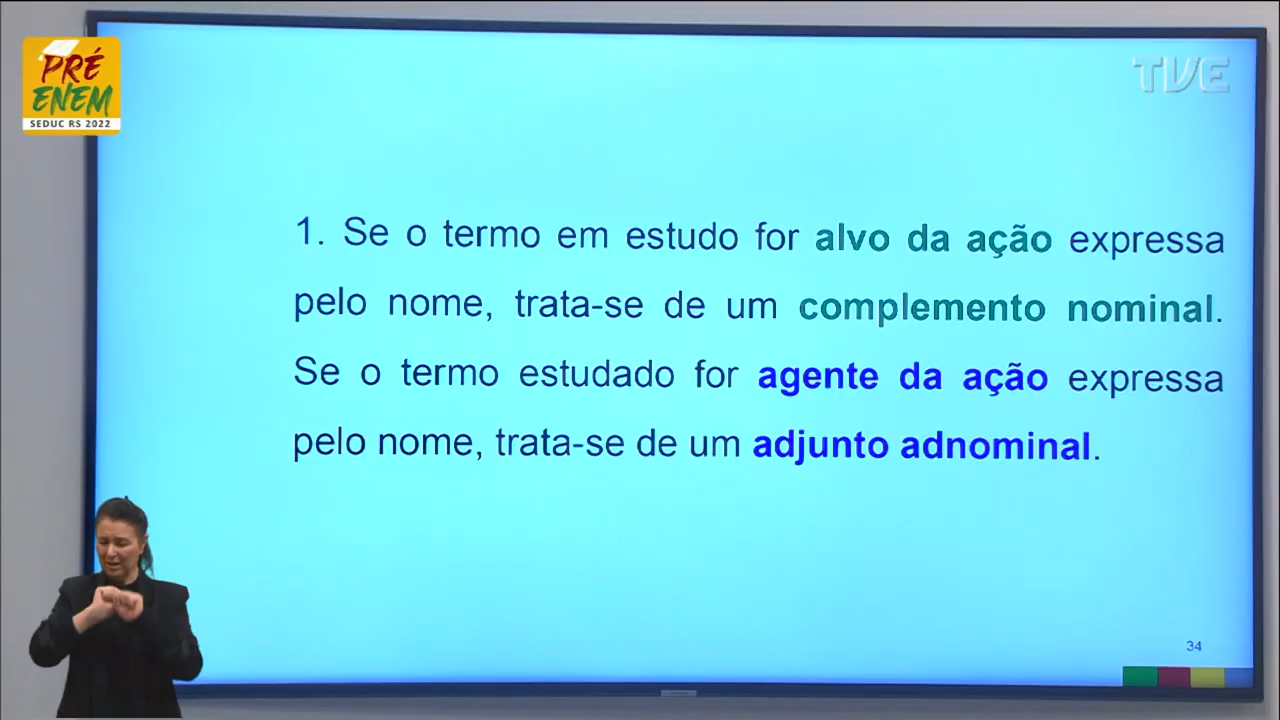 PRÉ
ENEM
SEDUC RS 2022
TVE
1. Se o termo em estudo for alvo da ação expressa
pelo nome, trata-se de um complemento nominal.
Se o termo estudado for agente da ação expressa
pelo nome, trata-se de um adjunto adnominal.
34